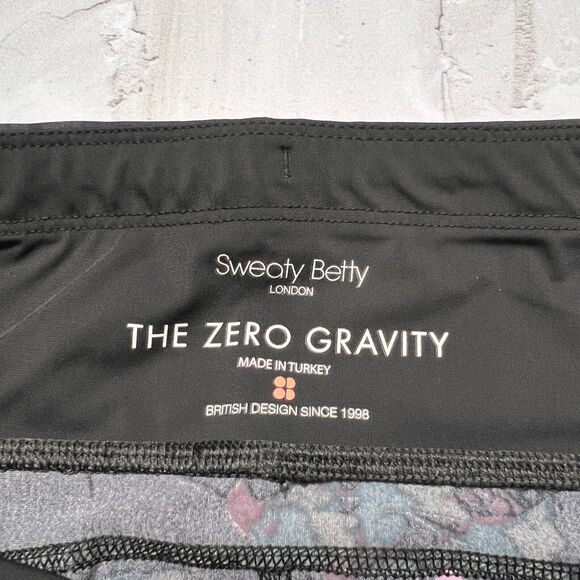 Sweaty Betty
LONDON
THE ZERO GRAVITY
MADE IN TURKEY
BRITISH DESIGN SINCE 1998